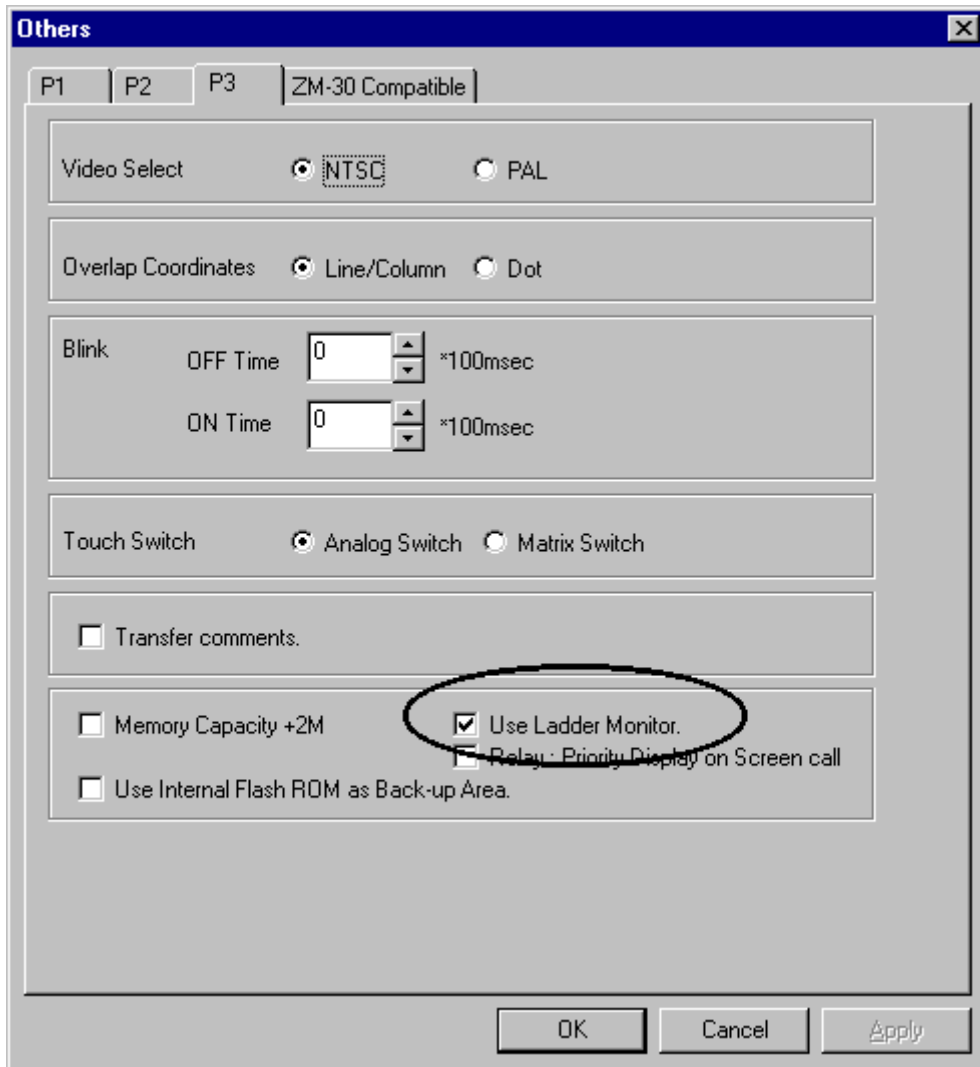 Others
P1 P2 P3 ZM-30 Compatible
Video Select NTSC PAL
Overlap Coordinates Line/Column Dot
Blink OFF Time 0 *100msec
ON Time 0 *100msec
Touch Switch Analog Switch Matrix Switch
Transfer comments.
Memory Capacity +2M Use Ladder Monitor.
Relay : Priority Display on Screen call
Use Internal Flash ROM as Back-up Area.
OK Cancel Apply